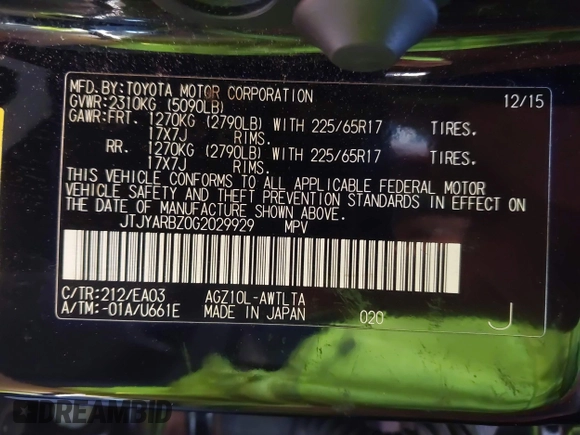 MFD.BY:TOYOTA MOTOR CORPORATION 12/15
GVWR:2310KG (5090LB)
GAWR:FRT. 1270KG (2790LB) WITH 225/65R17 TIRES.
17X7J RIMS.
RR. 1270KG (2790LB) WITH 225/65R17 TIRES.
17X7J RIMS.
THIS VEHICLE CONFORMS TO ALL APPLICABLE FEDERAL MOTOR
VEHICLE SAFETY AND THEFT PREVENTION STANDARDS IN EFFECT ON
THE DATE OF MANUFACTURE SHOWN ABOVE.
JTJYARBZ0G2029929 MPV
C/TR:212/EA03 AGZ10L-AWTLTA
A/TM:-01A/U661E MADE IN JAPAN 020 J
DREAMBID